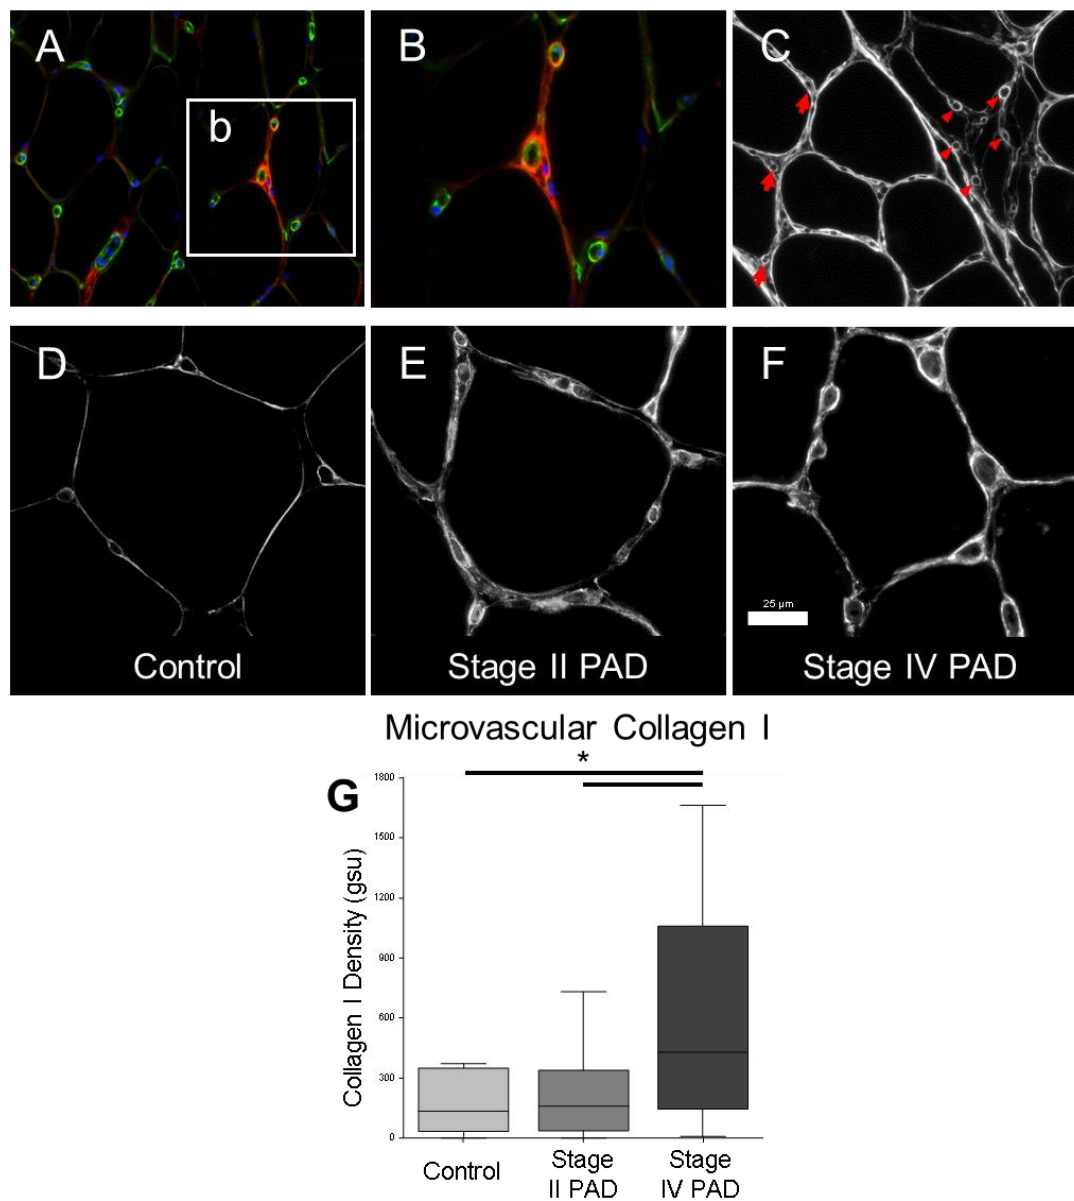 A
b
B
C
D
E
F
25 µm
Control
Stage II PAD
Stage IV PAD
Microvascular Collagen I
*
G
Collagen I Density (gsu)
1800
1500
1200
900
600
300
0
Control
Stage
II PAD
Stage
IV PAD